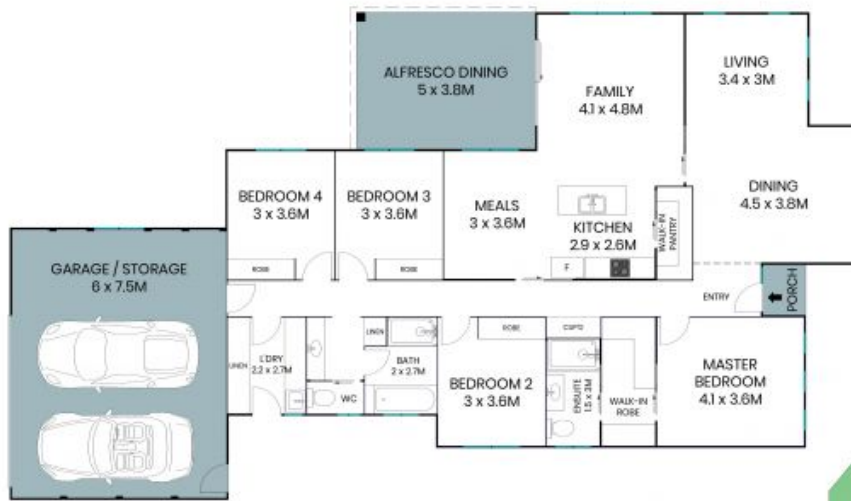 ALFRESCO DINING
5 x 3.8M
FAMILY
4.1 x 4.8M
LIVING
3.4 x 3M
BEDROOM 4
3 x 3.6M
BEDROOM 3
3 x 3.6M
MEALS
3 x 3.6M
DINING
4.5 x 3.8M
KITCHEN
2.9 x 2.6M
WALK-IN
PANTRY
F
ROBE
ROBE
GARAGE / STORAGE
6 x 7.5M
ENTRY
PORCH
LINEN
L'DRY
2.2 x 2.7M
LINEN
WC
BATH
2 x 2.7M
ROBE
BEDROOM 2
3 x 3.6M
CUP'D
ENSUITE
1.5 x 3M
WALK-IN
ROBE
MASTER
BEDROOM
4.1 x 3.6M